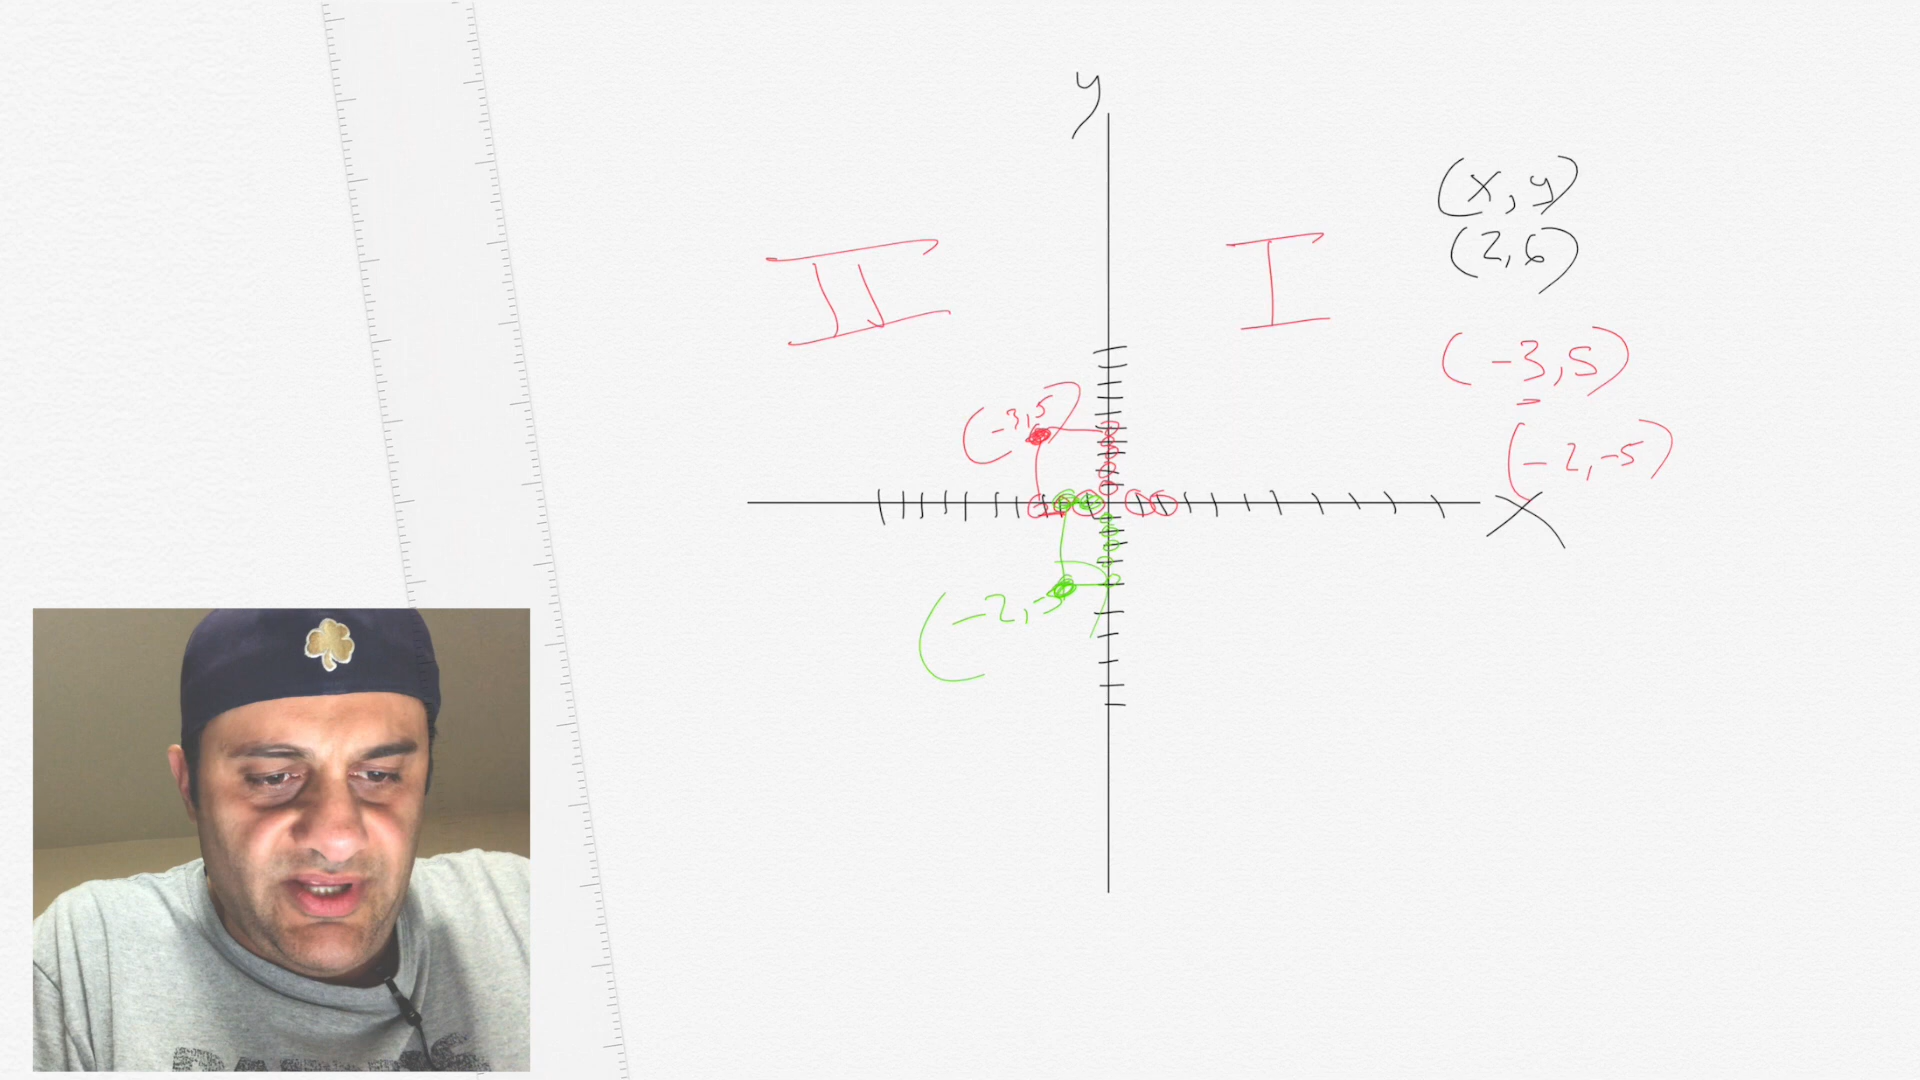 y
(x, y)
(2, 6)
II
I
(-3, 5)
(-3, 5)
(-2, -5)
x
(-2, -5)